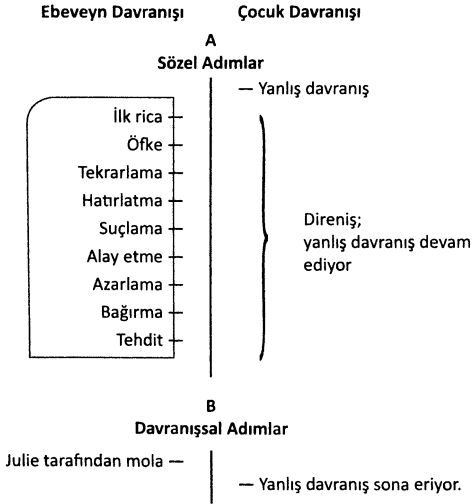 Ebeveyn Davranışı
Çocuk Davranışı
A
Sözel Adımlar
— Yanlış davranış
İlk rica —
Öfke —
Tekrarlama —
Hatırlatma —
Suçlama —
Alay etme —
Azarlama —
Bağırma —
Tehdit —
Direniş;
yanlış davranış devam
ediyor
B
Davranışsal Adımlar
Julie tarafından mola —
— Yanlış davranış sona eriyor.